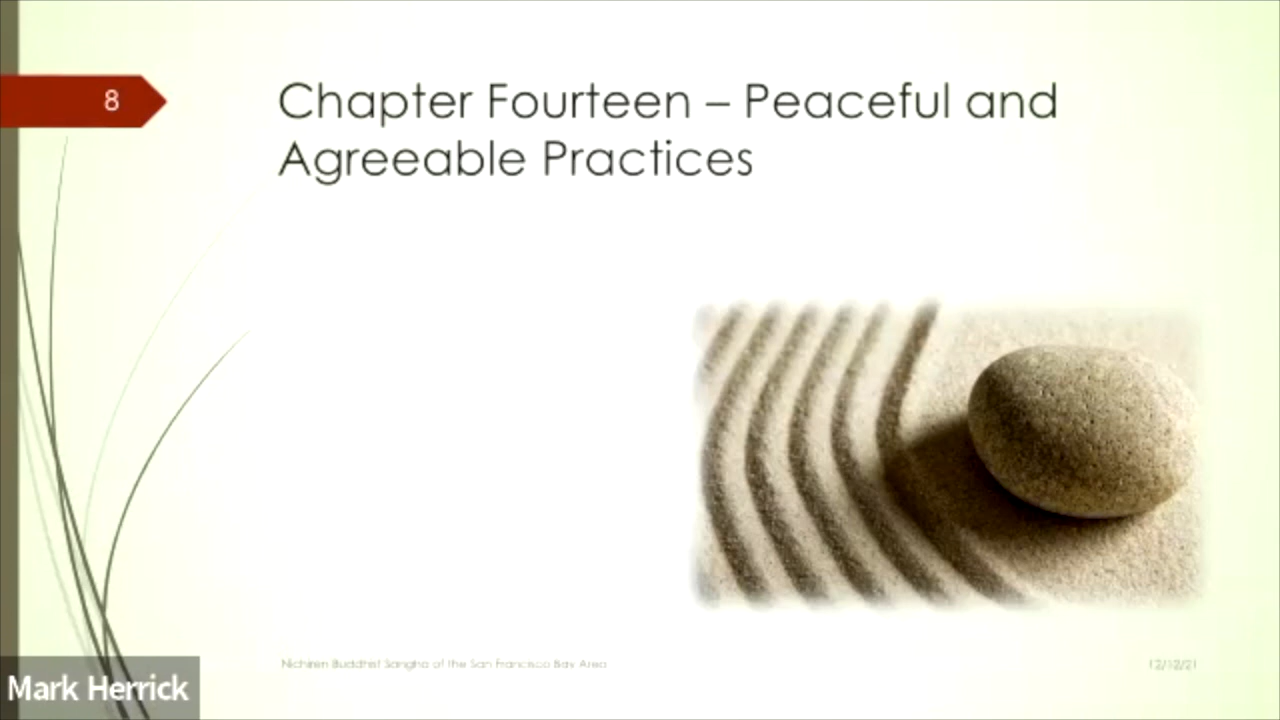 8
Chapter Fourteen – Peaceful and
Agreeable Practices
Nichiren Buddhist Sangha of the San Francisco Bay Area
12/12/21
Mark Herrick